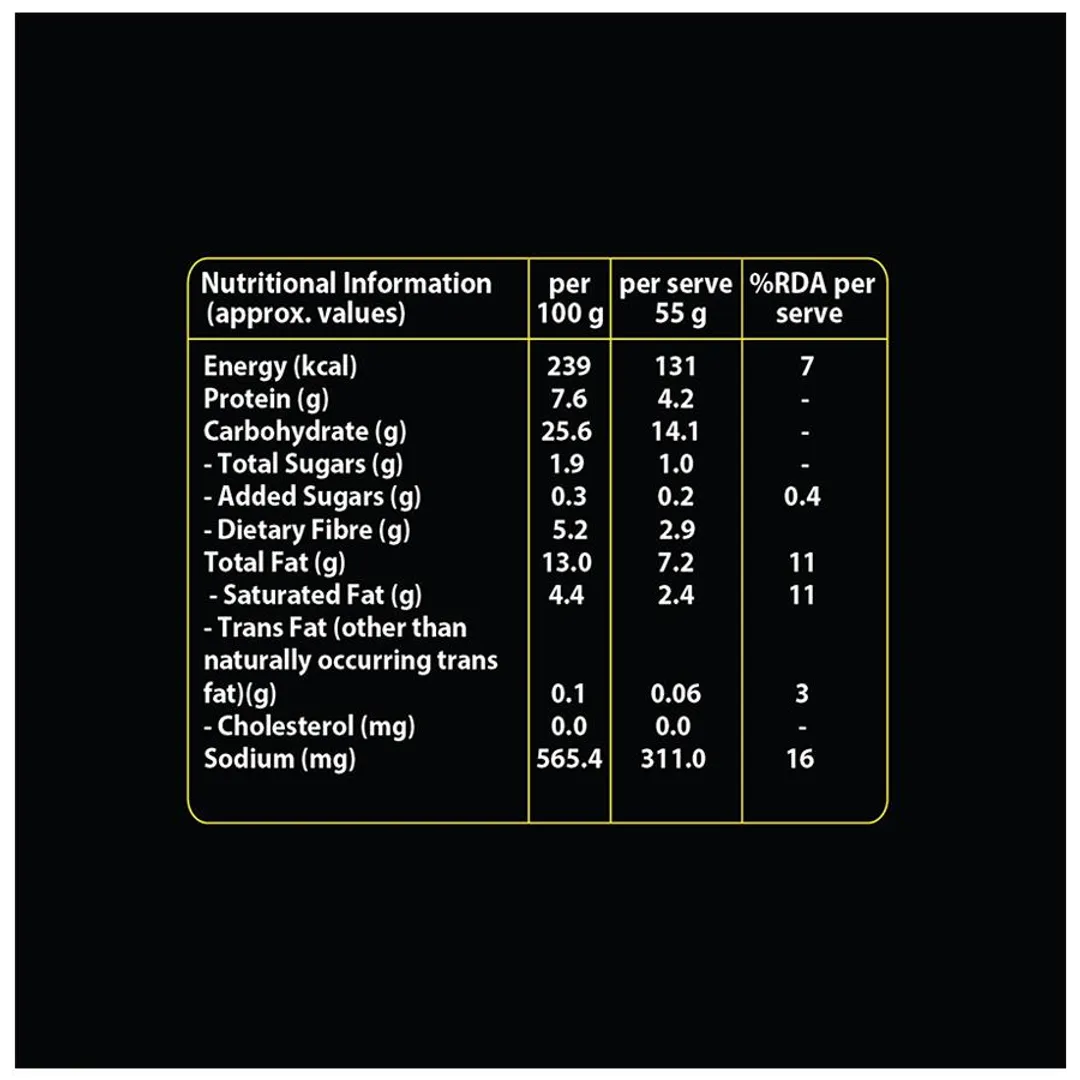 Nutritional Information per per serve %RDA per
(approx. values) 100 g 55 g serve
Energy (kcal) 239 131 7
Protein (g) 7.6 4.2 -
Carbohydrate (g) 25.6 14.1 -
- Total Sugars (g) 1.9 1.0 -
- Added Sugars (g) 0.3 0.2 0.4
- Dietary Fibre (g) 5.2 2.9
Total Fat (g) 13.0 7.2 11
- Saturated Fat (g) 4.4 2.4 11
- Trans Fat (other than
naturally occurring trans
fat)(g) 0.1 0.06 3
- Cholesterol (mg) 0.0 0.0 -
Sodium (mg) 565.4 311.0 16